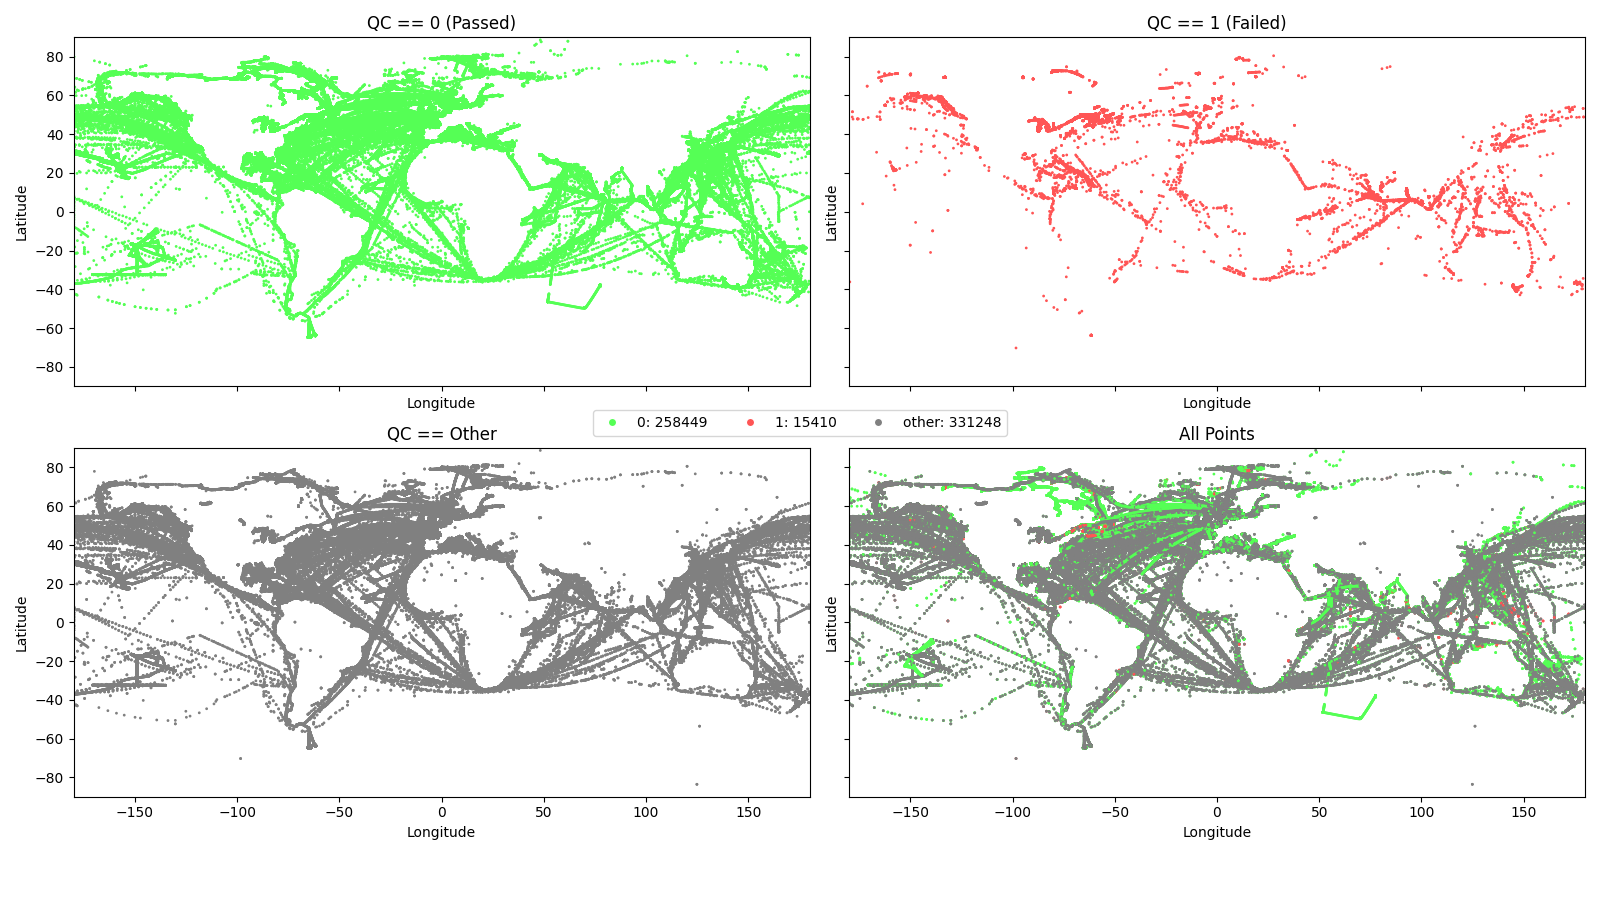 QC == 0 (Passed)
QC == 1 (Failed)
80
60
40
20
0
−20
−40
−60
−80
Latitude
Latitude
Longitude
Longitude
0: 258449
1: 15410
other: 331248
QC == Other
All Points
80
60
40
20
0
−20
−40
−60
−80
Latitude
Latitude
−150
−100
−50
0
50
100
150
−150
−100
−50
0
50
100
150
Longitude
Longitude